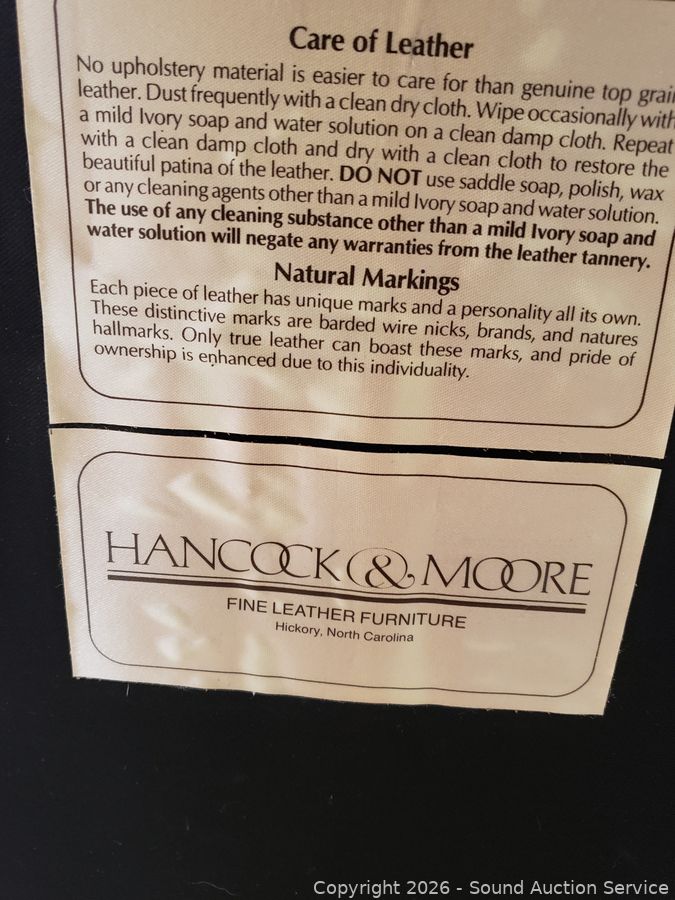 Care of Leather
No upholstery material is easier to care for than genuine top grain
leather. Dust frequently with a clean dry cloth. Wipe occasionally with
a mild Ivory soap and water solution on a clean damp cloth. Repeat
with a clean damp cloth and dry with a clean cloth to restore the
beautiful patina of the leather. DO NOT use saddle soap, polish, wax
or any cleaning agents other than a mild Ivory soap and water solution.
The use of any cleaning substance other than a mild Ivory soap and
water solution will negate any warranties from the leather tannery.
Natural Markings
Each piece of leather has unique marks and a personality all its own.
These distinctive marks are barded wire nicks, brands, and natures
hallmarks. Only true leather can boast these marks, and pride of
ownership is enhanced due to this individuality.
HANCOCK & MOORE
FINE LEATHER FURNITURE
Hickory, North Carolina
Copyright 2026 - Sound Auction Service